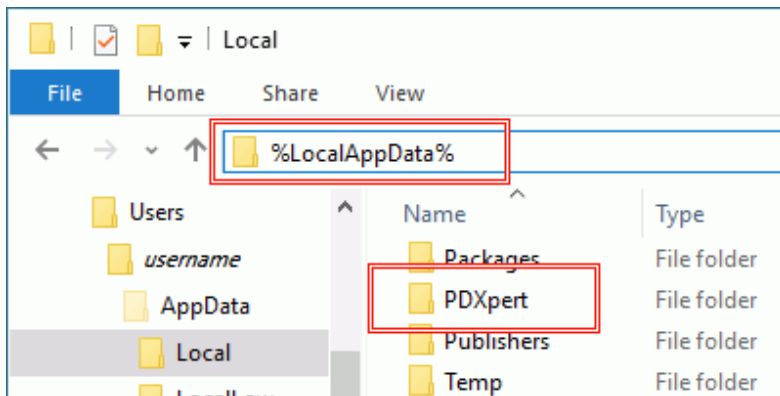 Local
File Home Share View
%LocalAppData%
Users
username
AppData
Local
LocalLow
Name Type
Packages File folder
PDXpert File folder
Publishers File folder
Temp File folder